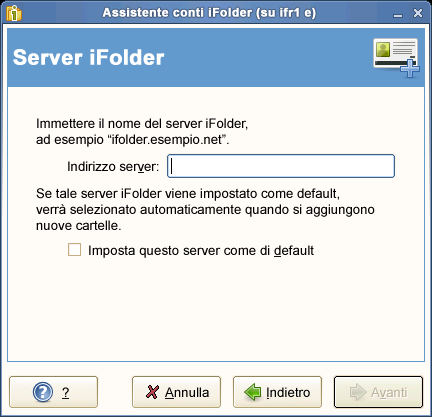 Assistente conti iFolder (su ifr1 e)
Server iFolder
Immettere il nome del server iFolder,
ad esempio “ifolder.esempio.net”.
Indirizzo server:
Se tale server iFolder viene impostato come default,
verrà selezionato automaticamente quando si aggiungono
nuove cartelle.
Imposta questo server come di default
? Annulla Indietro Avanti